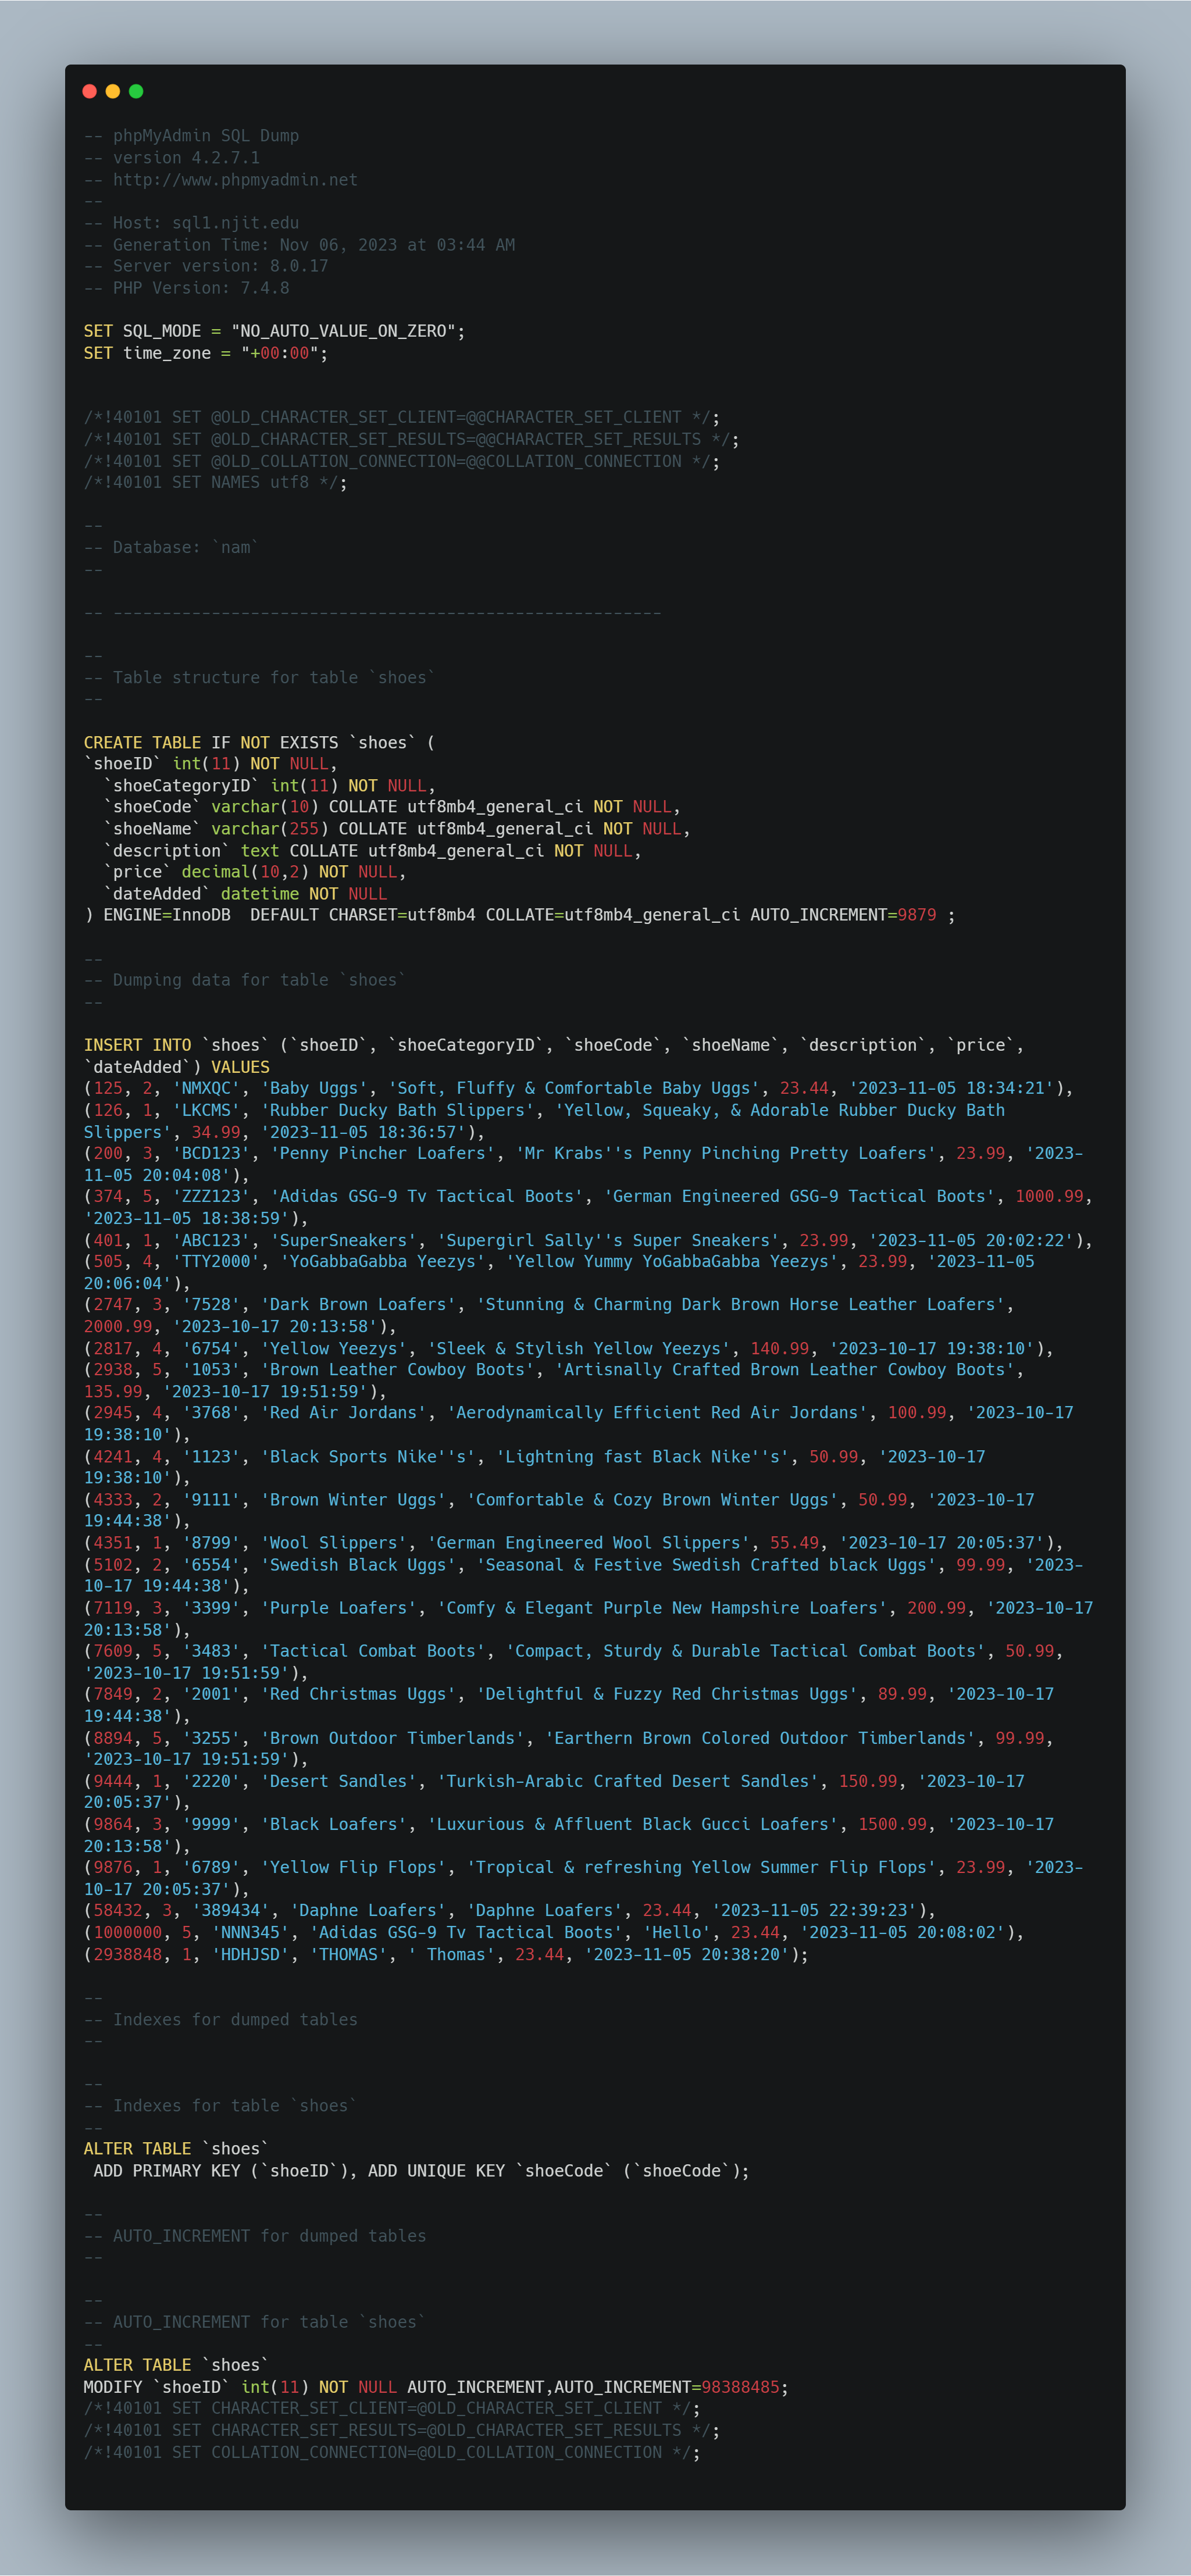 -- phpMyAdmin SQL Dump
-- version 4.2.7.1
-- http://www.phpmyadmin.net
--
-- Host: sql1.njit.edu
-- Generation Time: Nov 06, 2023 at 03:44 AM
-- Server version: 8.0.17
-- PHP Version: 7.4.8
SET SQL_MODE = "NO_AUTO_VALUE_ON_ZERO";
SET time_zone = "+00:00";
/*!40101 SET @OLD_CHARACTER_SET_CLIENT=@@CHARACTER_SET_CLIENT */;
/*!40101 SET @OLD_CHARACTER_SET_RESULTS=@@CHARACTER_SET_RESULTS */;
/*!40101 SET @OLD_COLLATION_CONNECTION=@@COLLATION_CONNECTION */;
/*!40101 SET NAMES utf8 */;
--
-- Database: `nam`
--
-- --------------------------------------------------------
--
-- Table structure for table `shoes`
--
CREATE TABLE IF NOT EXISTS `shoes` (
`shoeID` int(11) NOT NULL,
  `shoeCategoryID` int(11) NOT NULL,
  `shoeCode` varchar(10) COLLATE utf8mb4_general_ci NOT NULL,
  `shoeName` varchar(255) COLLATE utf8mb4_general_ci NOT NULL,
  `description` text COLLATE utf8mb4_general_ci NOT NULL,
  `price` decimal(10,2) NOT NULL,
  `dateAdded` datetime NOT NULL
) ENGINE=InnoDB  DEFAULT CHARSET=utf8mb4 COLLATE=utf8mb4_general_ci AUTO_INCREMENT=9879 ;
--
-- Dumping data for table `shoes`
--
INSERT INTO `shoes` (`shoeID`, `shoeCategoryID`, `shoeCode`, `shoeName`, `description`, `price`,
`dateAdded`) VALUES
(125, 2, 'NMXQC', 'Baby Uggs', 'Soft, Fluffy & Comfortable Baby Uggs', 23.44, '2023-11-05 18:34:21'),
(126, 1, 'LKCMS', 'Rubber Ducky Bath Slippers', 'Yellow, Squeaky, & Adorable Rubber Ducky Bath
Slippers', 34.99, '2023-11-05 18:36:57'),
(200, 3, 'BCD123', 'Penny Pincher Loafers', 'Mr Krabs''s Penny Pinching Pretty Loafers', 23.99, '2023-
11-05 20:04:08'),
(374, 5, 'ZZZ123', 'Adidas GSG-9 Tv Tactical Boots', 'German Engineered GSG-9 Tactical Boots', 1000.99,
'2023-11-05 18:38:59'),
(401, 1, 'ABC123', 'SuperSneakers', 'Supergirl Sally''s Super Sneakers', 23.99, '2023-11-05 20:02:22'),
(505, 4, 'TTY2000', 'YoGabbaGabba Yeezys', 'Yellow Yummy YoGabbaGabba Yeezys', 23.99, '2023-11-05
20:06:04'),
(2747, 3, '7528', 'Dark Brown Loafers', 'Stunning & Charming Dark Brown Horse Leather Loafers',
2000.99, '2023-10-17 20:13:58'),
(2817, 4, '6754', 'Yellow Yeezys', 'Sleek & Stylish Yellow Yeezys', 140.99, '2023-10-17 19:38:10'),
(2938, 5, '1053', 'Brown Leather Cowboy Boots', 'Artisnally Crafted Brown Leather Cowboy Boots',
135.99, '2023-10-17 19:51:59'),
(2945, 4, '3768', 'Red Air Jordans', 'Aerodynamically Efficient Red Air Jordans', 100.99, '2023-10-17
19:38:10'),
(4241, 4, '1123', 'Black Sports Nike''s', 'Lightning fast Black Nike''s', 50.99, '2023-10-17
19:38:10'),
(4333, 2, '9111', 'Brown Winter Uggs', 'Comfortable & Cozy Brown Winter Uggs', 50.99, '2023-10-17
19:44:38'),
(4351, 1, '8799', 'Wool Slippers', 'German Engineered Wool Slippers', 55.49, '2023-10-17 20:05:37'),
(5102, 2, '6554', 'Swedish Black Uggs', 'Seasonal & Festive Swedish Crafted black Uggs', 99.99, '2023-
10-17 19:44:38'),
(7119, 3, '3399', 'Purple Loafers', 'Comfy & Elegant Purple New Hampshire Loafers', 200.99, '2023-10-17
20:13:58'),
(7609, 5, '3483', 'Tactical Combat Boots', 'Compact, Sturdy & Durable Tactical Combat Boots', 50.99,
'2023-10-17 19:51:59'),
(7849, 2, '2001', 'Red Christmas Uggs', 'Delightful & Fuzzy Red Christmas Uggs', 89.99, '2023-10-17
19:44:38'),
(8894, 5, '3255', 'Brown Outdoor Timberlands', 'Earthern Brown Colored Outdoor Timberlands', 99.99,
'2023-10-17 19:51:59'),
(9444, 1, '2220', 'Desert Sandles', 'Turkish-Arabic Crafted Desert Sandles', 150.99, '2023-10-17
20:05:37'),
(9864, 3, '9999', 'Black Loafers', 'Luxurious & Affluent Black Gucci Loafers', 1500.99, '2023-10-17
20:13:58'),
(9876, 1, '6789', 'Yellow Flip Flops', 'Tropical & refreshing Yellow Summer Flip Flops', 23.99, '2023-
10-17 20:05:37'),
(58432, 3, '389434', 'Daphne Loafers', 'Daphne Loafers', 23.44, '2023-11-05 22:39:23'),
(1000000, 5, 'NNN345', 'Adidas GSG-9 Tv Tactical Boots', 'Hello', 23.44, '2023-11-05 20:08:02'),
(2938848, 1, 'HDHJSD', 'THOMAS', ' Thomas', 23.44, '2023-11-05 20:38:20');
--
-- Indexes for dumped tables
--
--
-- Indexes for table `shoes`
--
ALTER TABLE `shoes`
 ADD PRIMARY KEY (`shoeID`), ADD UNIQUE KEY `shoeCode` (`shoeCode`);
--
-- AUTO_INCREMENT for dumped tables
--
--
-- AUTO_INCREMENT for table `shoes`
--
ALTER TABLE `shoes`
MODIFY `shoeID` int(11) NOT NULL AUTO_INCREMENT,AUTO_INCREMENT=98388485;
/*!40101 SET CHARACTER_SET_CLIENT=@OLD_CHARACTER_SET_CLIENT */;
/*!40101 SET CHARACTER_SET_RESULTS=@OLD_CHARACTER_SET_RESULTS */;
/*!40101 SET COLLATION_CONNECTION=@OLD_COLLATION_CONNECTION */;